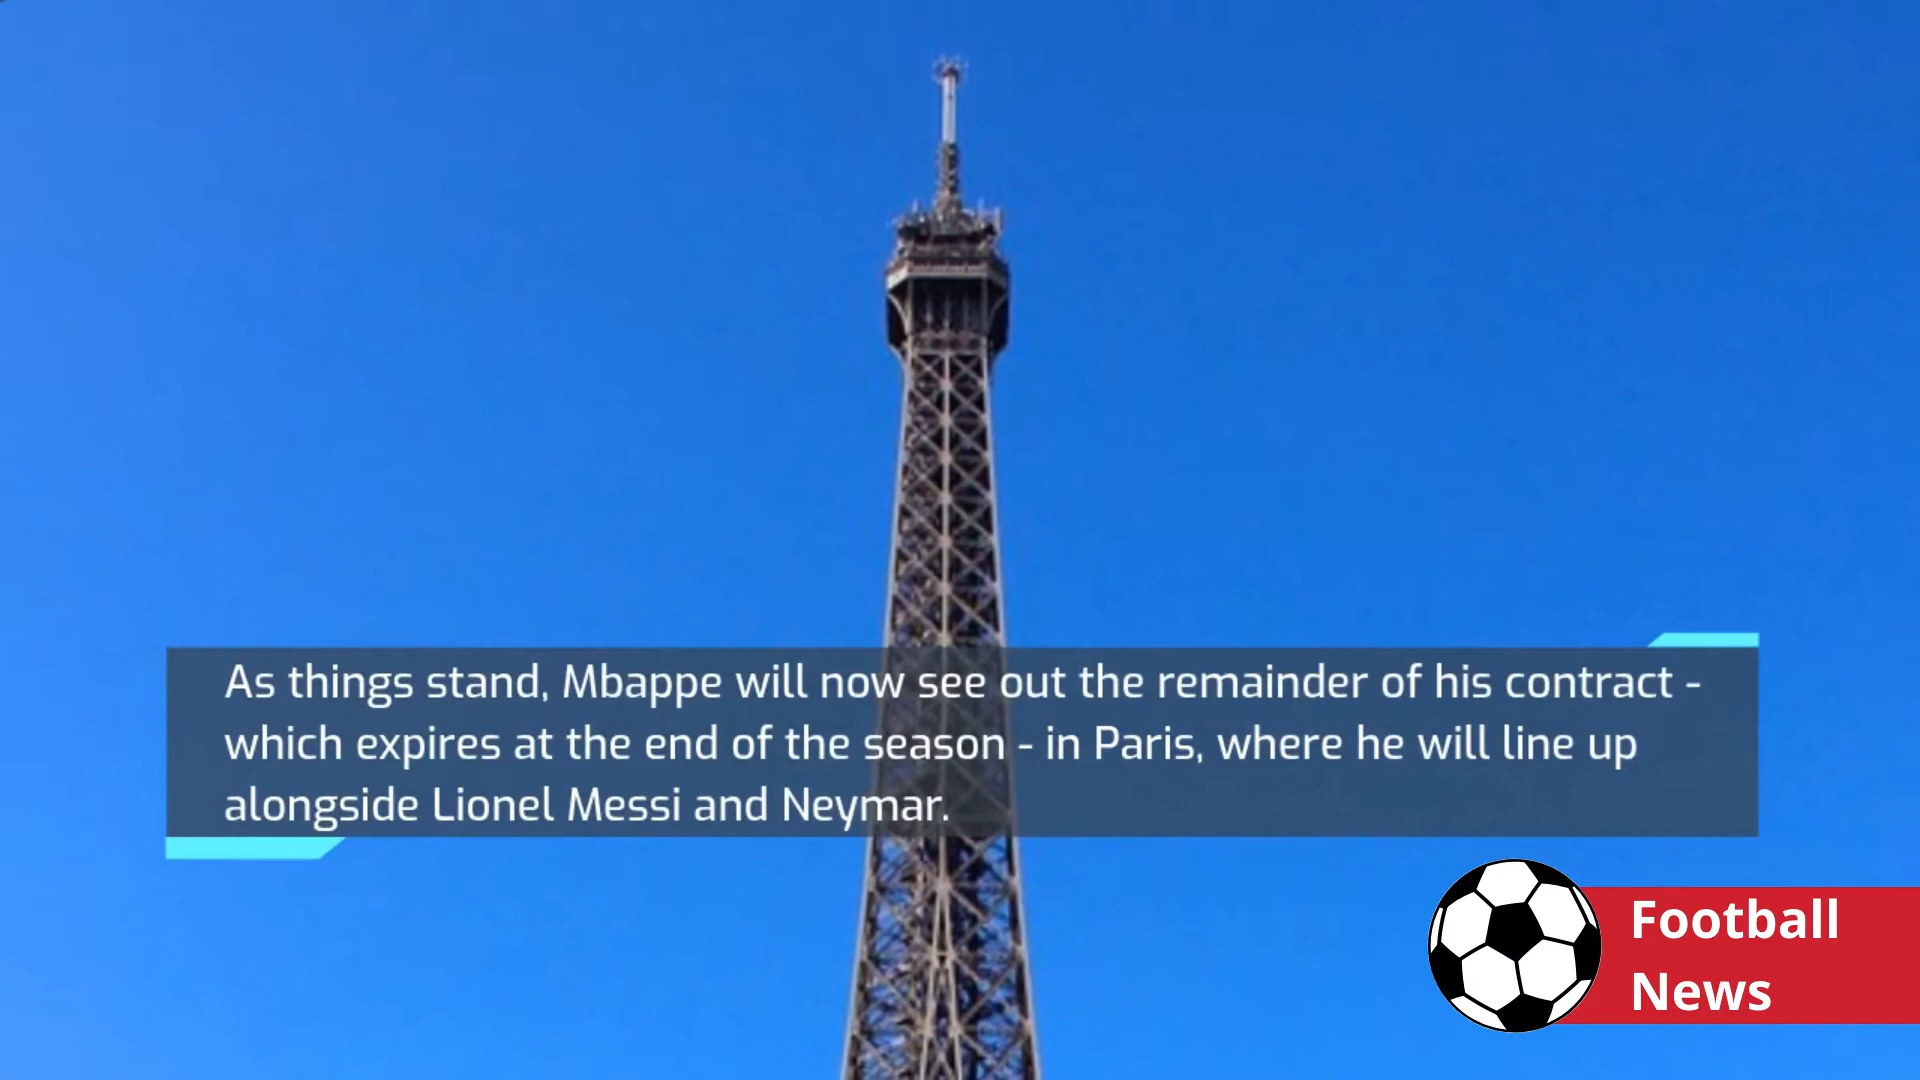 As things stand, Mbappe will now see out the remainder of his contract -
which expires at the end of the season - in Paris, where he will line up
alongside Lionel Messi and Neymar.
Football
News